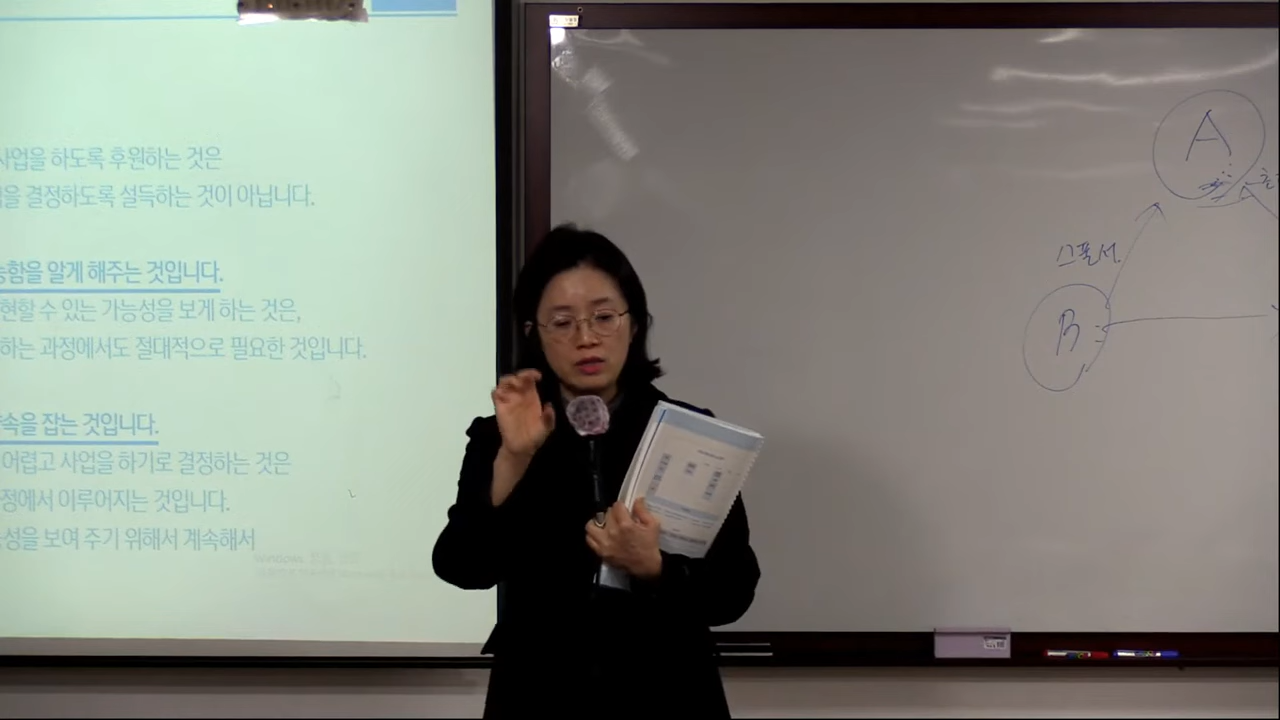 사업을 하도록 후원하는 것은
을 결정하도록 설득하는 것이 아닙니다.
능함을 알게 해주는 것입니다.
현할 수 있는 가능성을 보게 하는 것은,
하는 과정에서도 절대적으로 필요한 것입니다.
속을 잡는 것입니다.
어렵고 사업을 하기로 결정하는 것은
정에서 이루어지는 것입니다.
성을 보여 주기 위해서 계속해서
Windows
A
스폰서
B